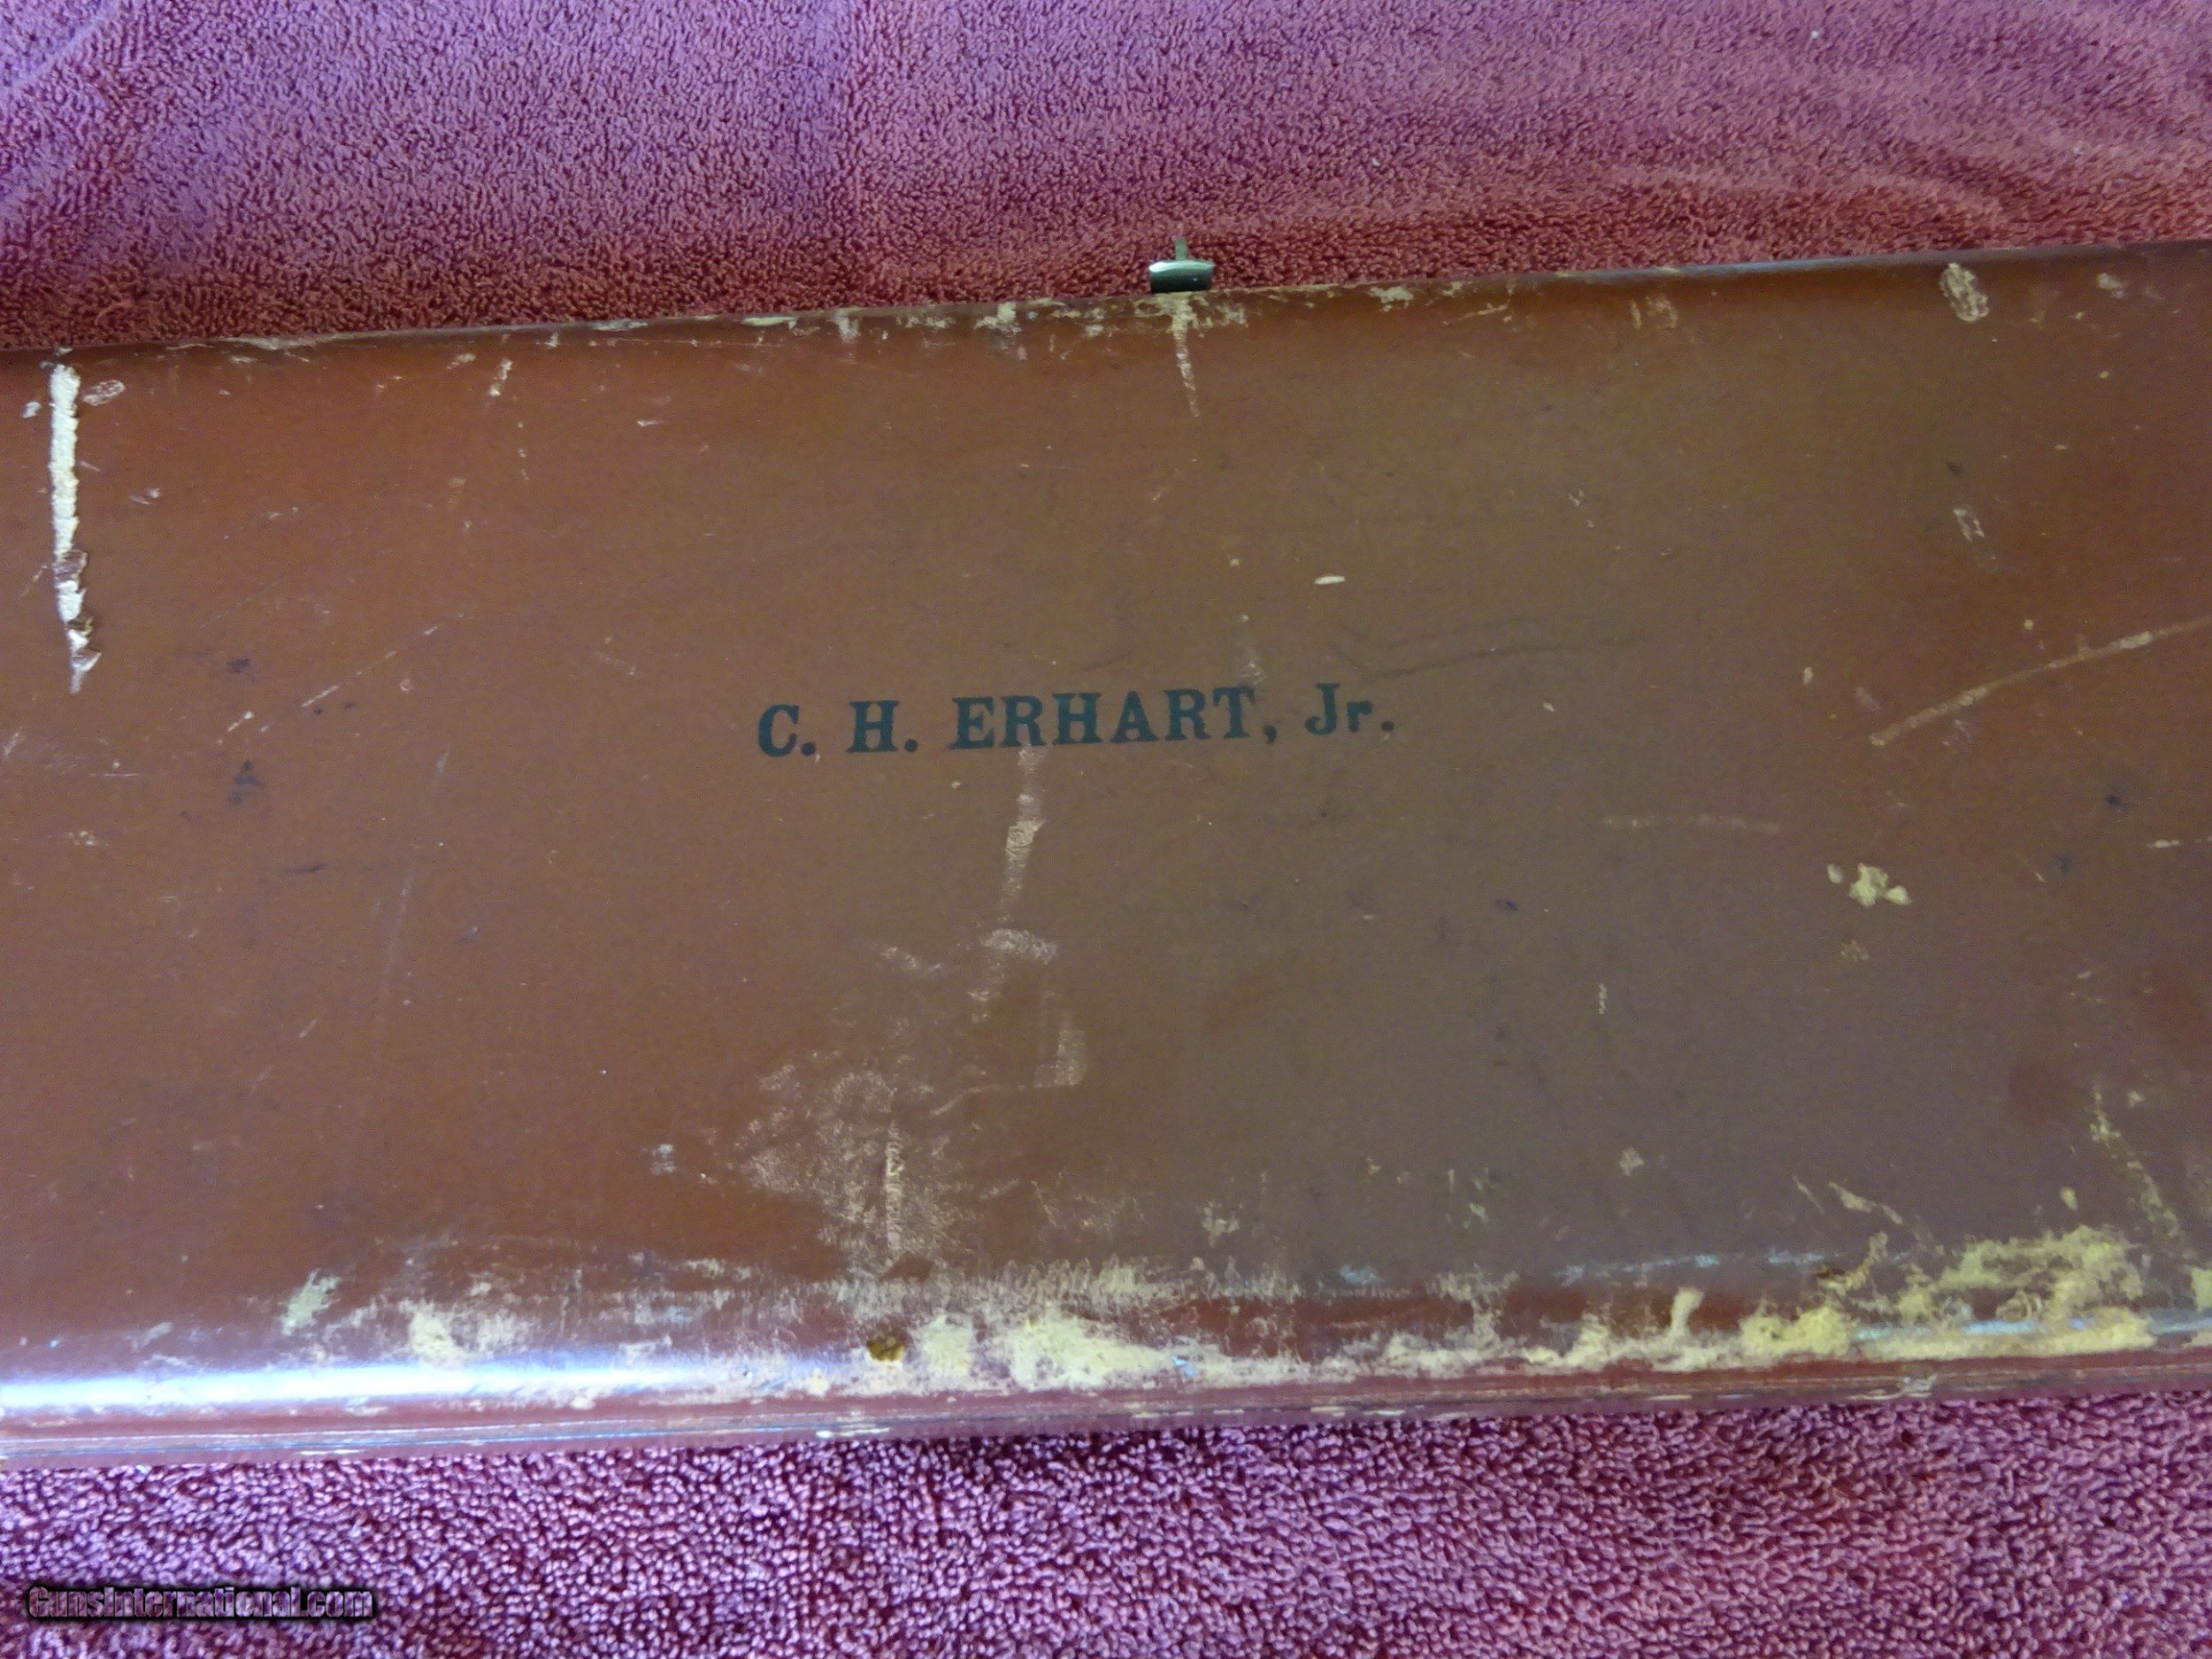 C. H. ERHART, Jr.
GunsInternational.com